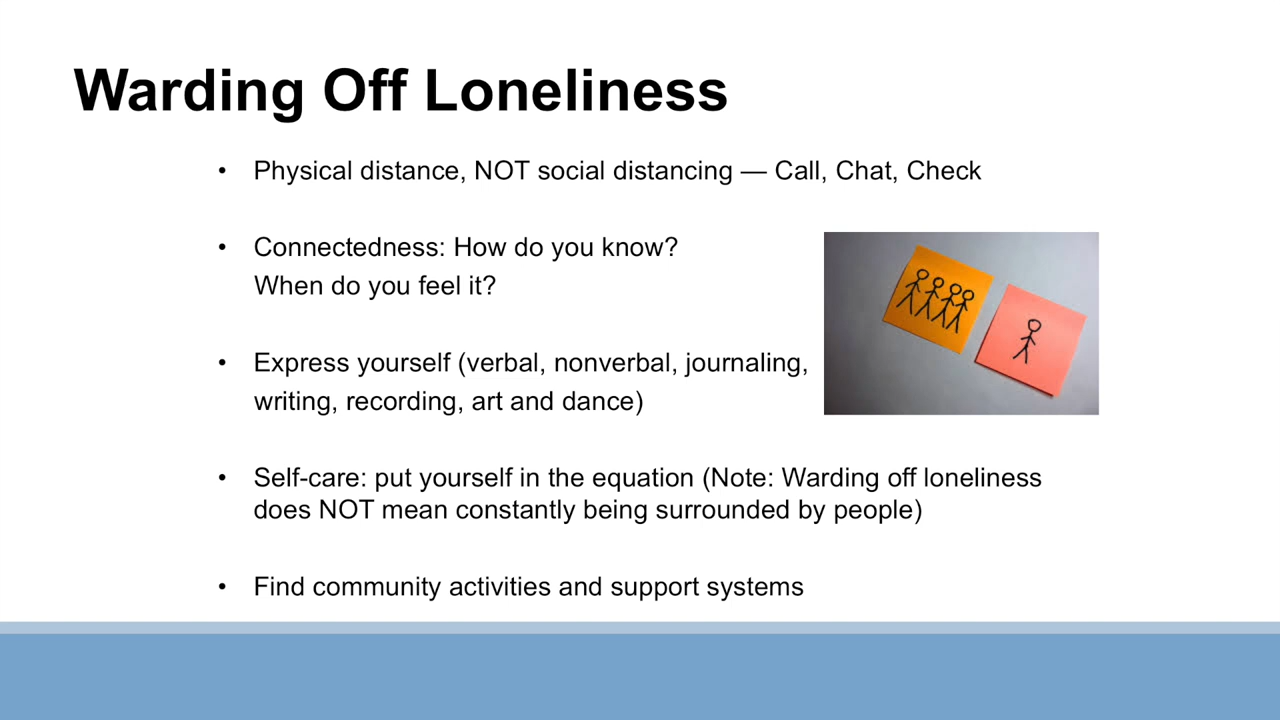 Warding Off Loneliness
• Physical distance, NOT social distancing — Call, Chat, Check
• Connectedness: How do you know?
When do you feel it?
• Express yourself (verbal, nonverbal, journaling,
writing, recording, art and dance)
• Self-care: put yourself in the equation (Note: Warding off loneliness
does NOT mean constantly being surrounded by people)
• Find community activities and support systems